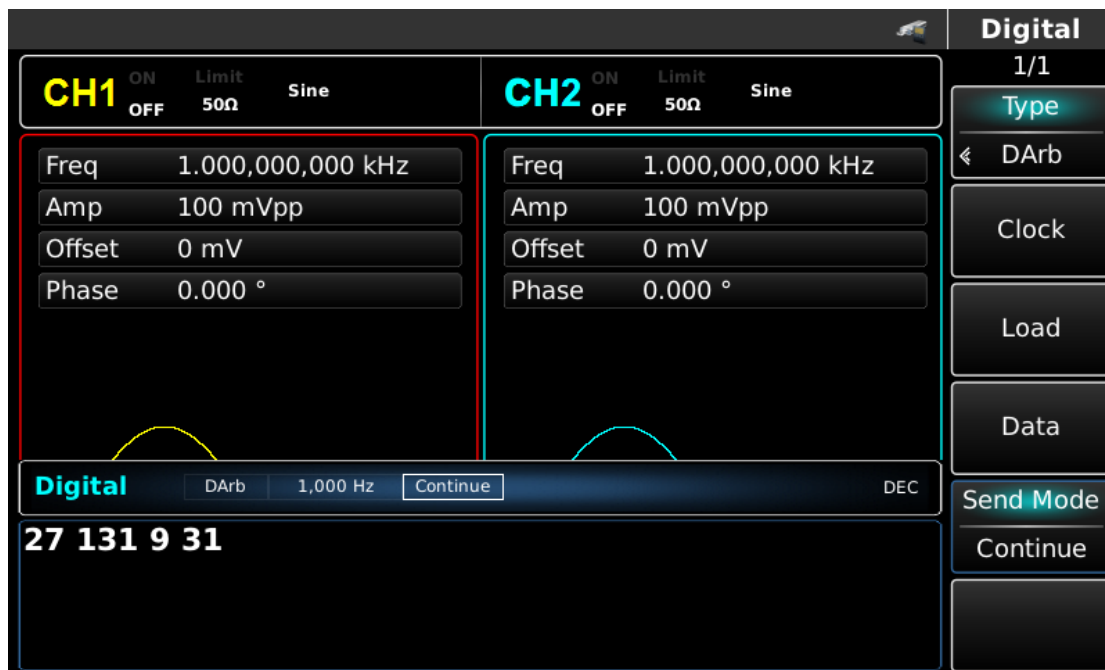 Digital
1/1
CH1 ON OFF Limit 50Ω Sine
CH2 ON OFF Limit 50Ω Sine
Type
DArb
Freq 1.000,000,000 kHz
Amp 100 mVpp
Offset 0 mV
Phase 0.000 °
Freq 1.000,000,000 kHz
Amp 100 mVpp
Offset 0 mV
Phase 0.000 °
Clock
Load
Data
Digital DArb 1,000 Hz Continue DEC
27 131 9 31
Send Mode
Continue